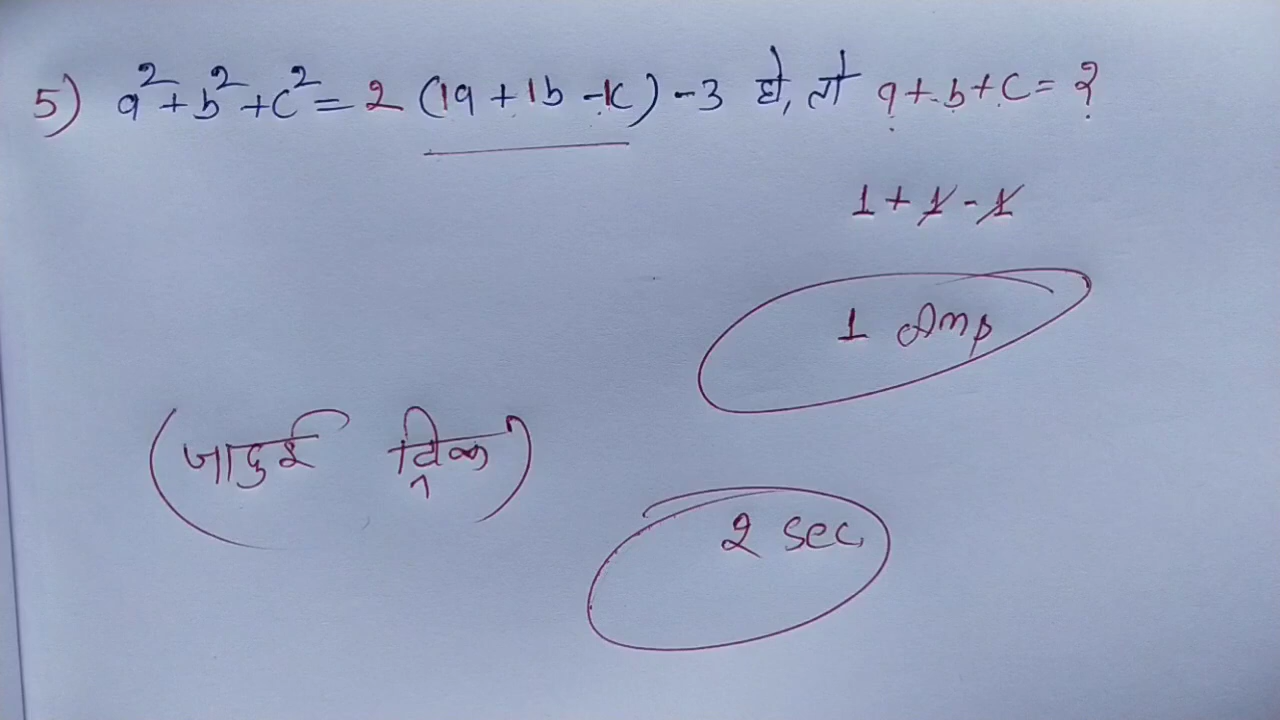 5) a²+b²+c² = 2 (1a + 1b - 1c) - 3 हो, तो a+b+c = ?
1 + 1 - 1
1 Amp
(जादुई ट्रिक)
2 sec